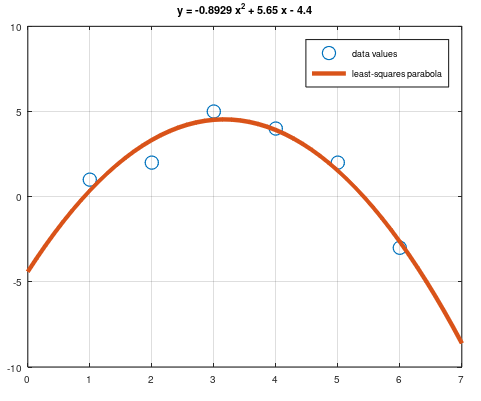 y = -0.8929 x² + 5.65 x - 4.4
data values
least-squares parabola
10
5
0
-5
-10
0 1 2 3 4 5 6 7